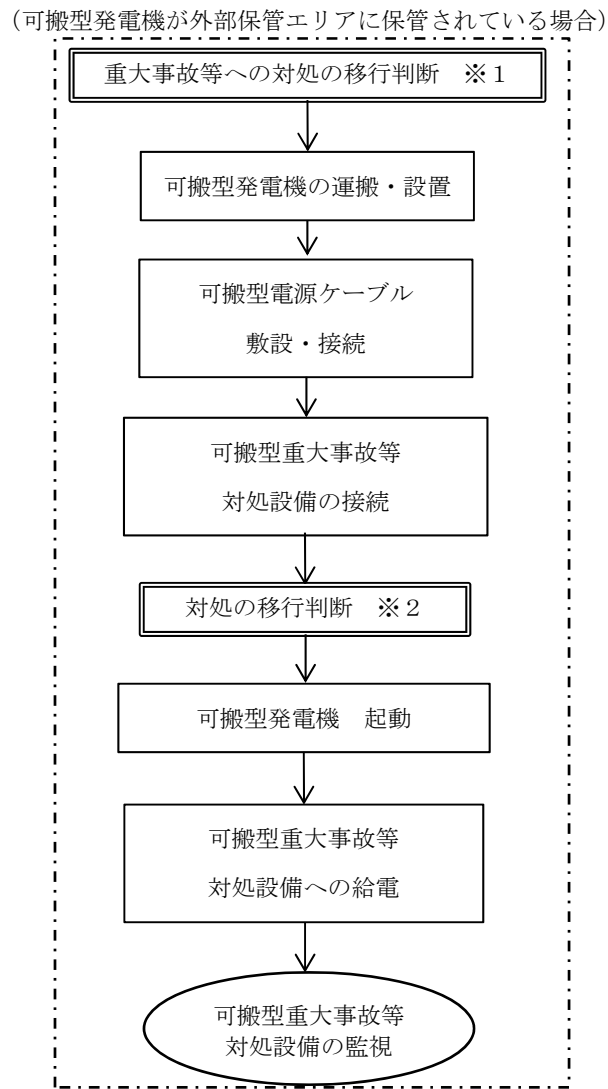 （可搬型発電機が外部保管エリアに保管されている場合）
重大事故等への対処の移行判断　※１
可搬型発電機の運搬・設置
可搬型電源ケーブル
敷設・接続
可搬型重大事故等
対処設備の接続
対処の移行判断　※２
可搬型発電機　起動
可搬型重大事故等
対処設備への給電
可搬型重大事故等
対処設備の監視